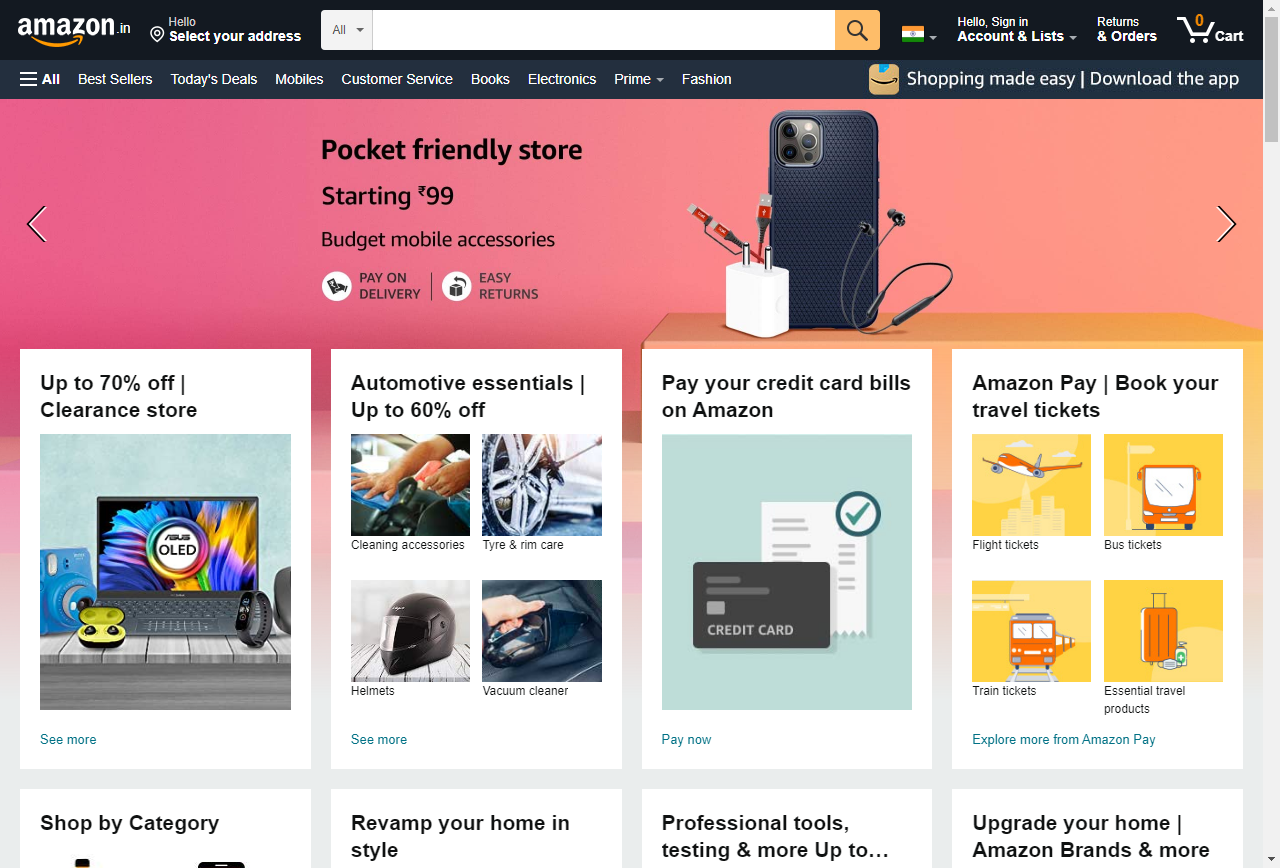 amazon.in
Hello
Select your address
All
Hello, Sign in
Account & Lists
Returns
& Orders
0
Cart
All
Best Sellers
Today's Deals
Mobiles
Customer Service
Books
Electronics
Prime
Fashion
Shopping made easy | Download the app
Pocket friendly store
Starting ₹99
Budget mobile accessories
PAY ON
DELIVERY
EASY
RETURNS
Up to 70% off |
Clearance store
ASUS
OLED
See more
Automotive essentials |
Up to 60% off
Cleaning accessories
Tyre & rim care
Helmets
Vacuum cleaner
See more
Pay your credit card bills
on Amazon
CREDIT CARD
Pay now
Amazon Pay | Book your
travel tickets
Flight tickets
Bus tickets
Train tickets
Essential travel
products
Explore more from Amazon Pay
Shop by Category
Revamp your home in
style
Professional tools,
testing & more Up to…
Upgrade your home |
Amazon Brands & more